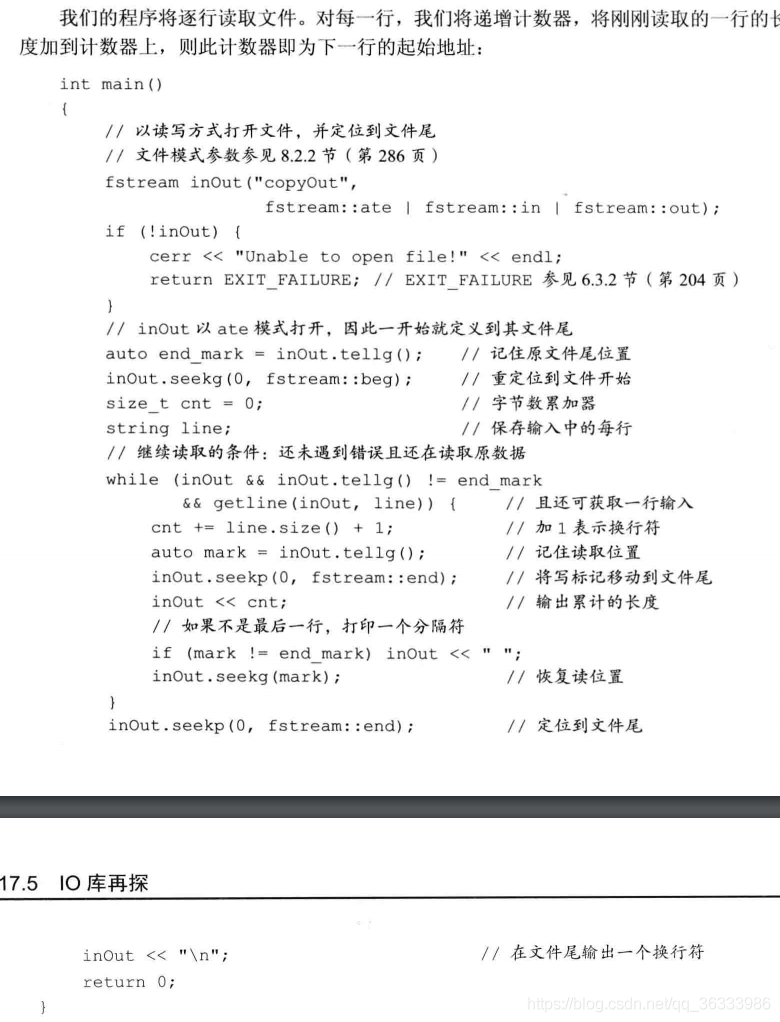 我们的程序将逐行读取文件。对每一行，我们将递增计数器，将刚刚读取的一行的长
度加到计数器上，则此计数器即为下一行的起始地址：
int main()
{
// 以读写方式打开文件，并定位到文件尾
// 文件模式参数参见 8.2.2 节（第 286 页）
fstream inOut("copyOut",
fstream::ate | fstream::in | fstream::out);
if (!inOut) {
cerr << "Unable to open file!" << endl;
return EXIT_FAILURE; // EXIT_FAILURE 参见 6.3.2 节（第 204 页）
}
// inOut 以 ate 模式打开，因此一开始就定义到其文件尾
auto end_mark = inOut.tellg(); // 记住原文件尾位置
inOut.seekg(0, fstream::beg); // 重定位到文件开始
size_t cnt = 0; // 字节数累加器
string line; // 保存输入中的每行
// 继续读取的条件：还未遇到错误且还在读取原数据
while (inOut && inOut.tellg() != end_mark
&& getline(inOut, line)) { // 且还可获取一行输入
cnt += line.size() + 1; // 加 1 表示换行符
auto mark = inOut.tellg(); // 记住读取位置
inOut.seekp(0, fstream::end); // 将写标记移动到文件尾
inOut << cnt; // 输出累计的长度
// 如果不是最后一行，打印一个分隔符
if (mark != end_mark) inOut << " ";
inOut.seekg(mark); // 恢复读位置
}
inOut.seekp(0, fstream::end); // 定位到文件尾
17.5 IO 库再探
inOut << "\n"; // 在文件尾输出一个换行符
return 0;
}
https://blog.csdn.net/qq_36333986